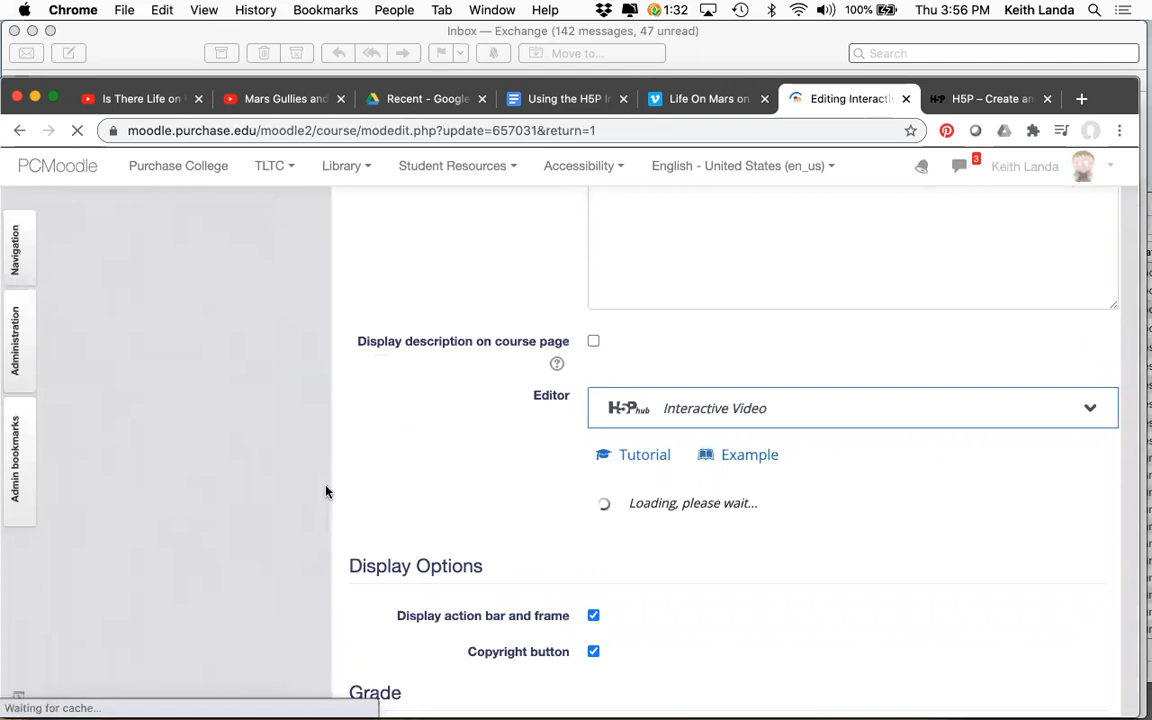 Chrome File Edit View History Bookmarks People Tab Window Help 1:32 100% Thu 3:56 PM Keith Landa
Inbox — Exchange (142 messages, 47 unread)
Move to...
Search
Is There Life on
Mars Gullies and
Recent - Google
Using the H5P I
Life On Mars on
Editing Interacti
H5P – Create an
moodle.purchase.edu/moodle2/course/modedit.php?update=657031&return=1
PCMoodle Purchase College TLTC Library Student Resources Accessibility English - United States (en_us) 3 Keith Landa
Navigation
Administration
Admin bookmarks
Display description on course page
Editor
H5Phub Interactive Video
Tutorial Example
Loading, please wait...
Display Options
Display action bar and frame
Copyright button
Grade
Waiting for cache...